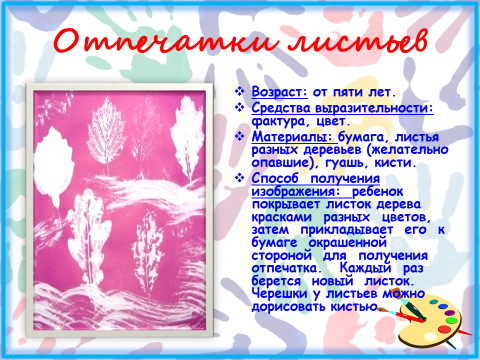 Отпечатки листьев
❖ Возраст: от пяти лет.
❖ Средства выразительности:
фактура, цвет.
❖ Материалы: бумага, листья
разных деревьев (желательно
опавшие), гуашь, кисти.
❖ Способ получения
изображения: ребенок
покрывает листок дерева
красками разных цветов,
затем прикладывает его к
бумаге окрашенной
стороной для получения
отпечатка. Каждый раз
берется новый листок.
Черешки у листьев можно
дорисовать кистью.